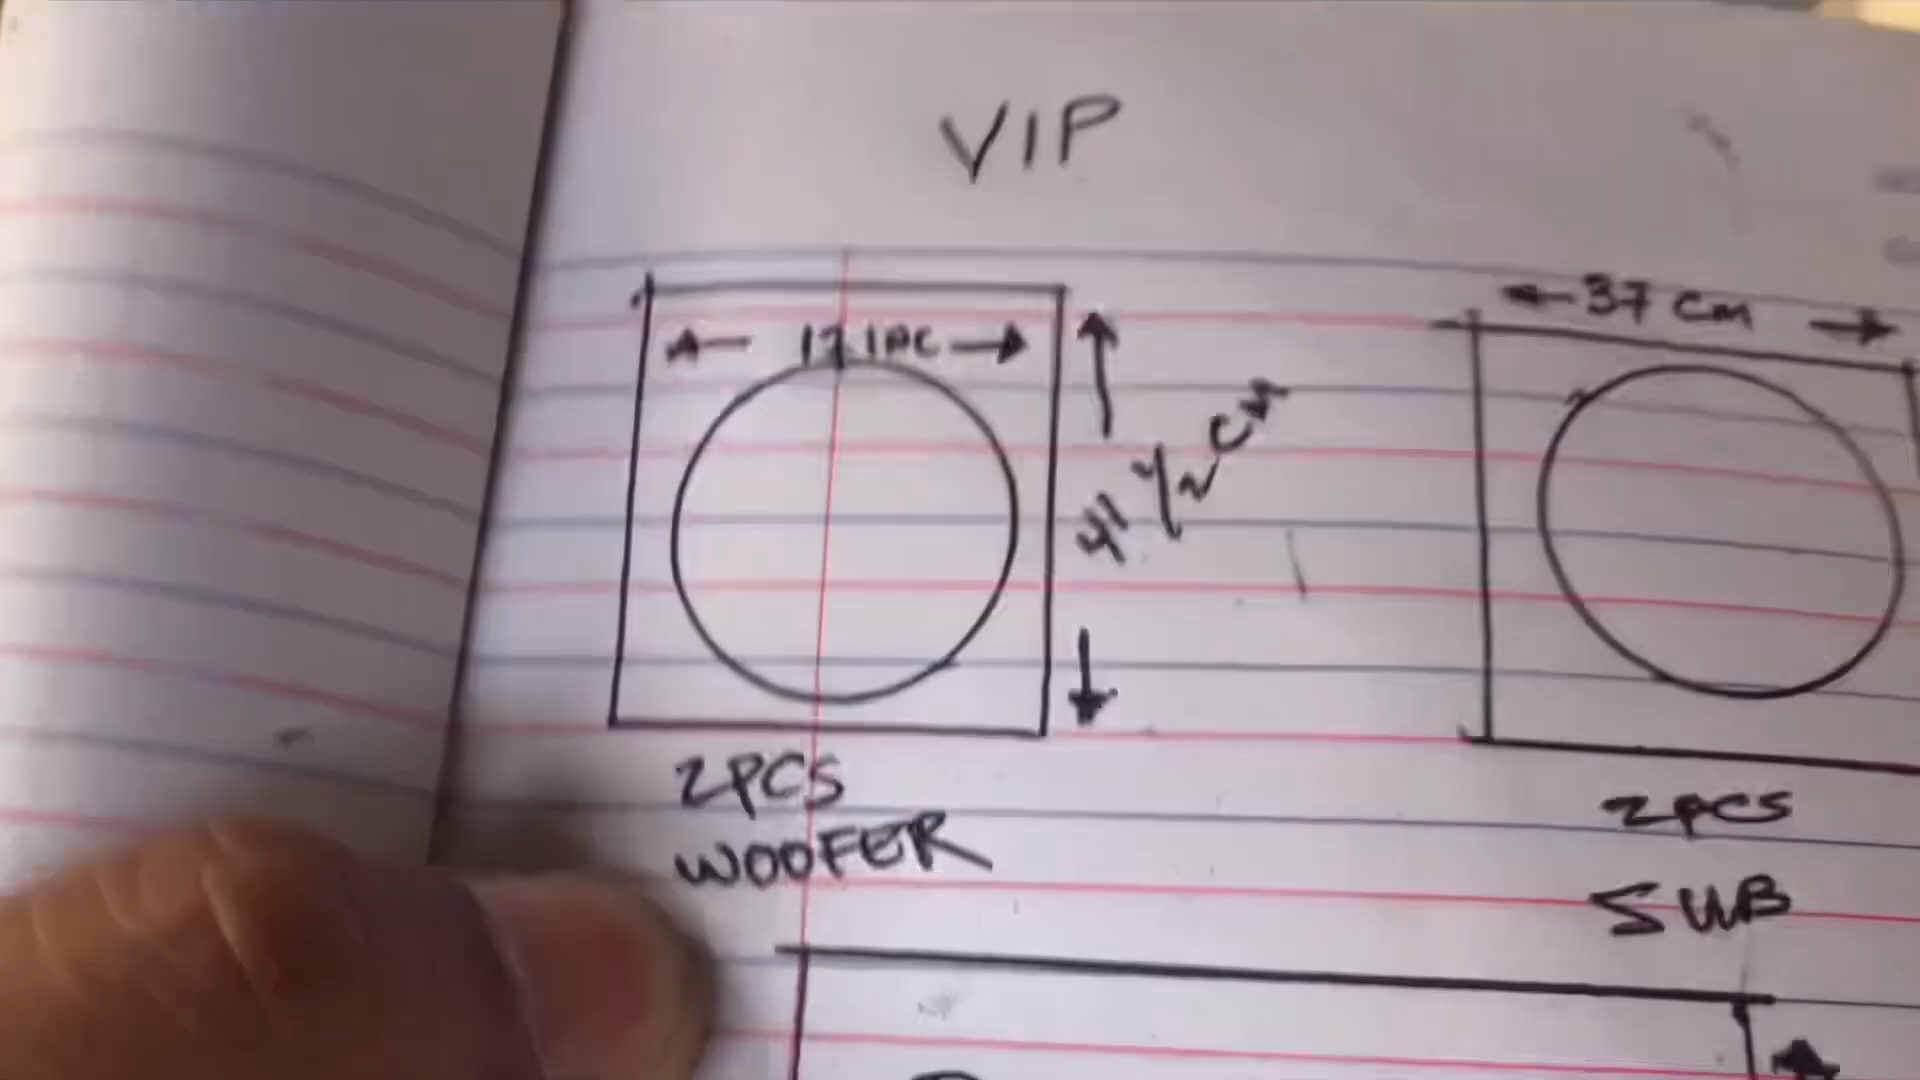 VIP
37 cm
41 ½ CM
2PCS
WOOFER
2pcs
SUB